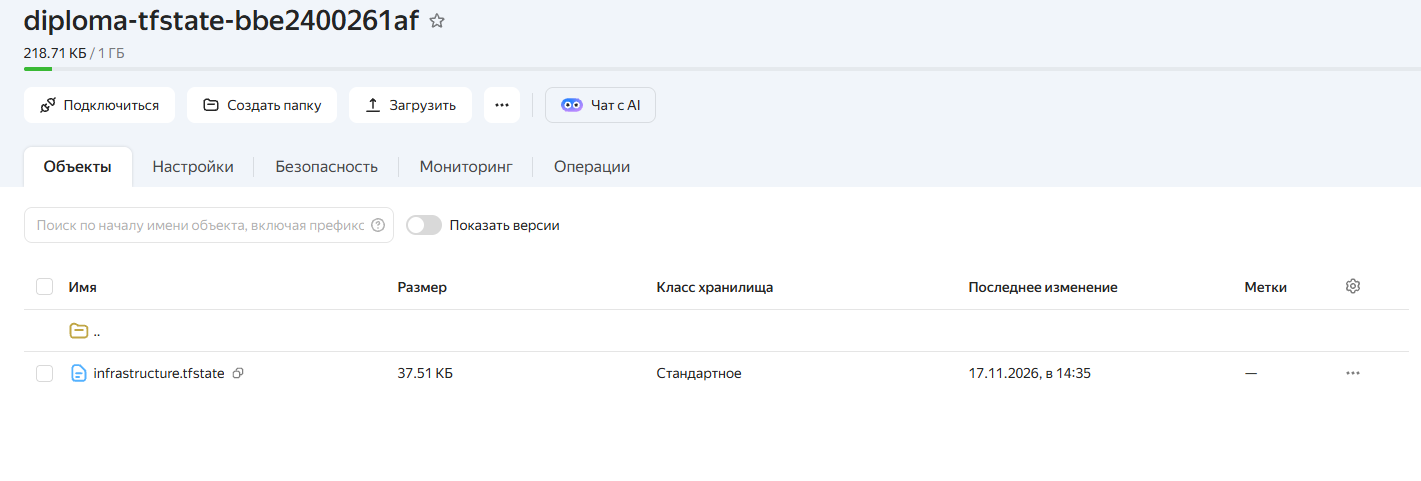 diploma-tfstate-bbe2400261af
218.71 КБ / 1 ГБ
Подключиться Создать папку Загрузить ••• Чат с AI
Объекты Настройки Безопасность Мониторинг Операции
Поиск по началу имени объекта, включая префикс Показать версии
Имя Размер Класс хранилища Последнее изменение Метки
..
infrastructure.tfstate 37.51 КБ Стандартное 17.11.2026, в 14:35 — •••